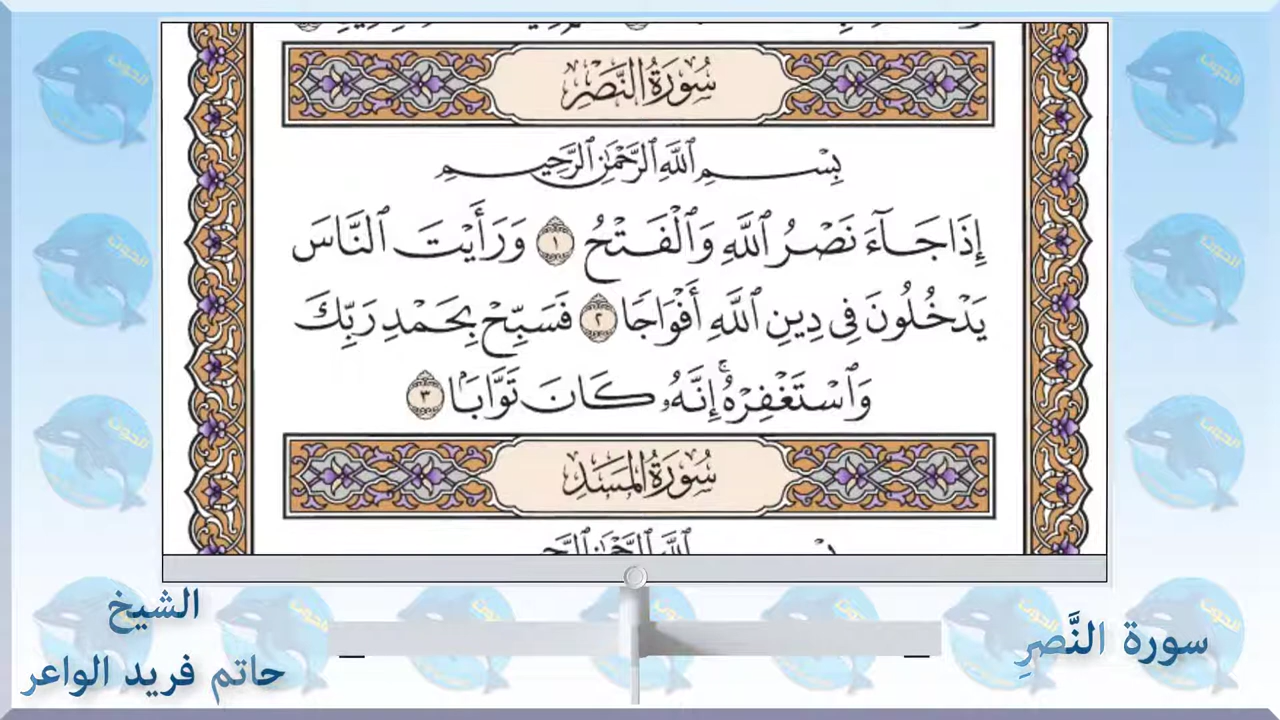 سُورَةُ النَّصْرِ
بِسْمِ ٱللَّهِ ٱلرَّحْمَٰنِ ٱلرَّحِيمِ
إِذَا جَآءَ نَصْرُ ٱللَّهِ وَٱلْفَتْحُ ١ وَرَأَيْتَ ٱلنَّاسَ
يَدْخُلُونَ فِى دِينِ ٱللَّهِ أَفْوَاجًا ٢ فَسَبِّحْ بِحَمْدِ رَبِّكَ
وَٱسْتَغْفِرْهُ ۚ إِنَّهُۥ كَانَ تَوَّابًۢا ٣
سُورَةُ المَسَدِ
سورة النَّصرِ
الشيخ
حاتم فريد الواعر
الحوت